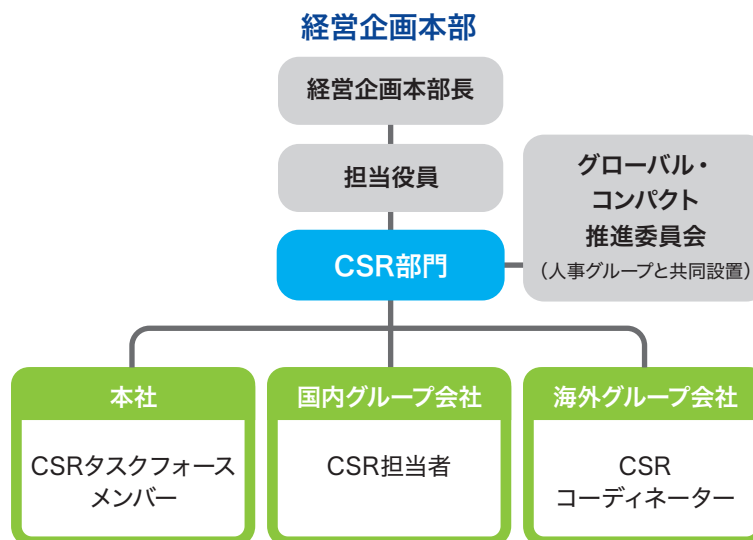 経営企画本部
経営企画本部長
担当役員
CSR部門
グローバル・
コンパクト
推進委員会
（人事グループと共同設置）
本社
CSRタスクフォース
メンバー
国内グループ会社
CSR担当者
海外グループ会社
CSR
コーディネーター